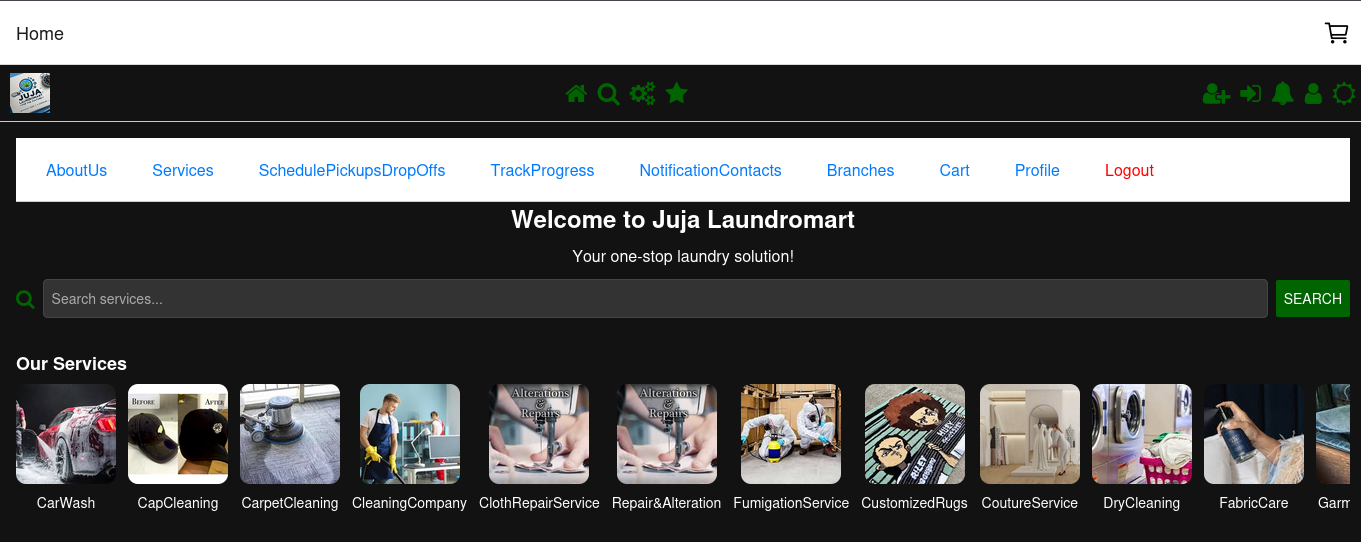 Home
JUJA
AboutUs Services SchedulePickupsDropOffs TrackProgress NotificationContacts Branches Cart Profile Logout
Welcome to Juja Laundromart
Your one-stop laundry solution!
Search services... SEARCH
Our Services
BEFORE AFTER
Alterations
&
Repairs
Alterations
&
Repairs
CarWash CapCleaning CarpetCleaning CleaningCompany ClothRepairService Repair&Alteration FumigationService CustomizedRugs CoutureService DryCleaning FabricCare Garm